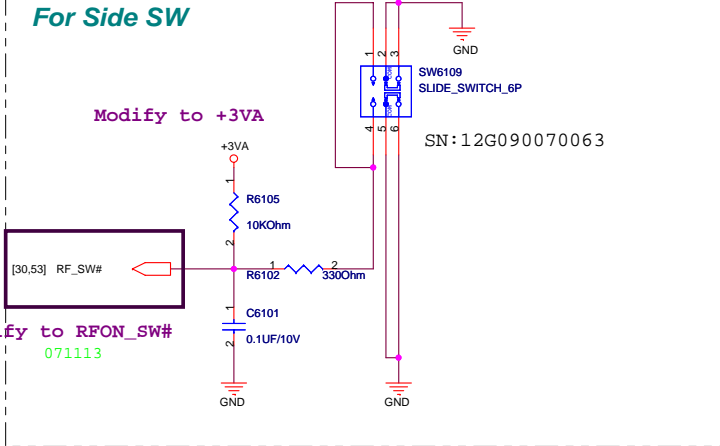 For Side SW
GND
1 2 3
SW6109
SLIDE_SWITCH_6P
4 5 6
SN:12G090070063
Modify to +3VA
+3VA
1
R6105
10KOhm
2
[30,53] RF_SW#
1 2
R6102 330Ohm
fy to RFON_SW#
071113
1
C6101
0.1UF/10V
2
GND
GND